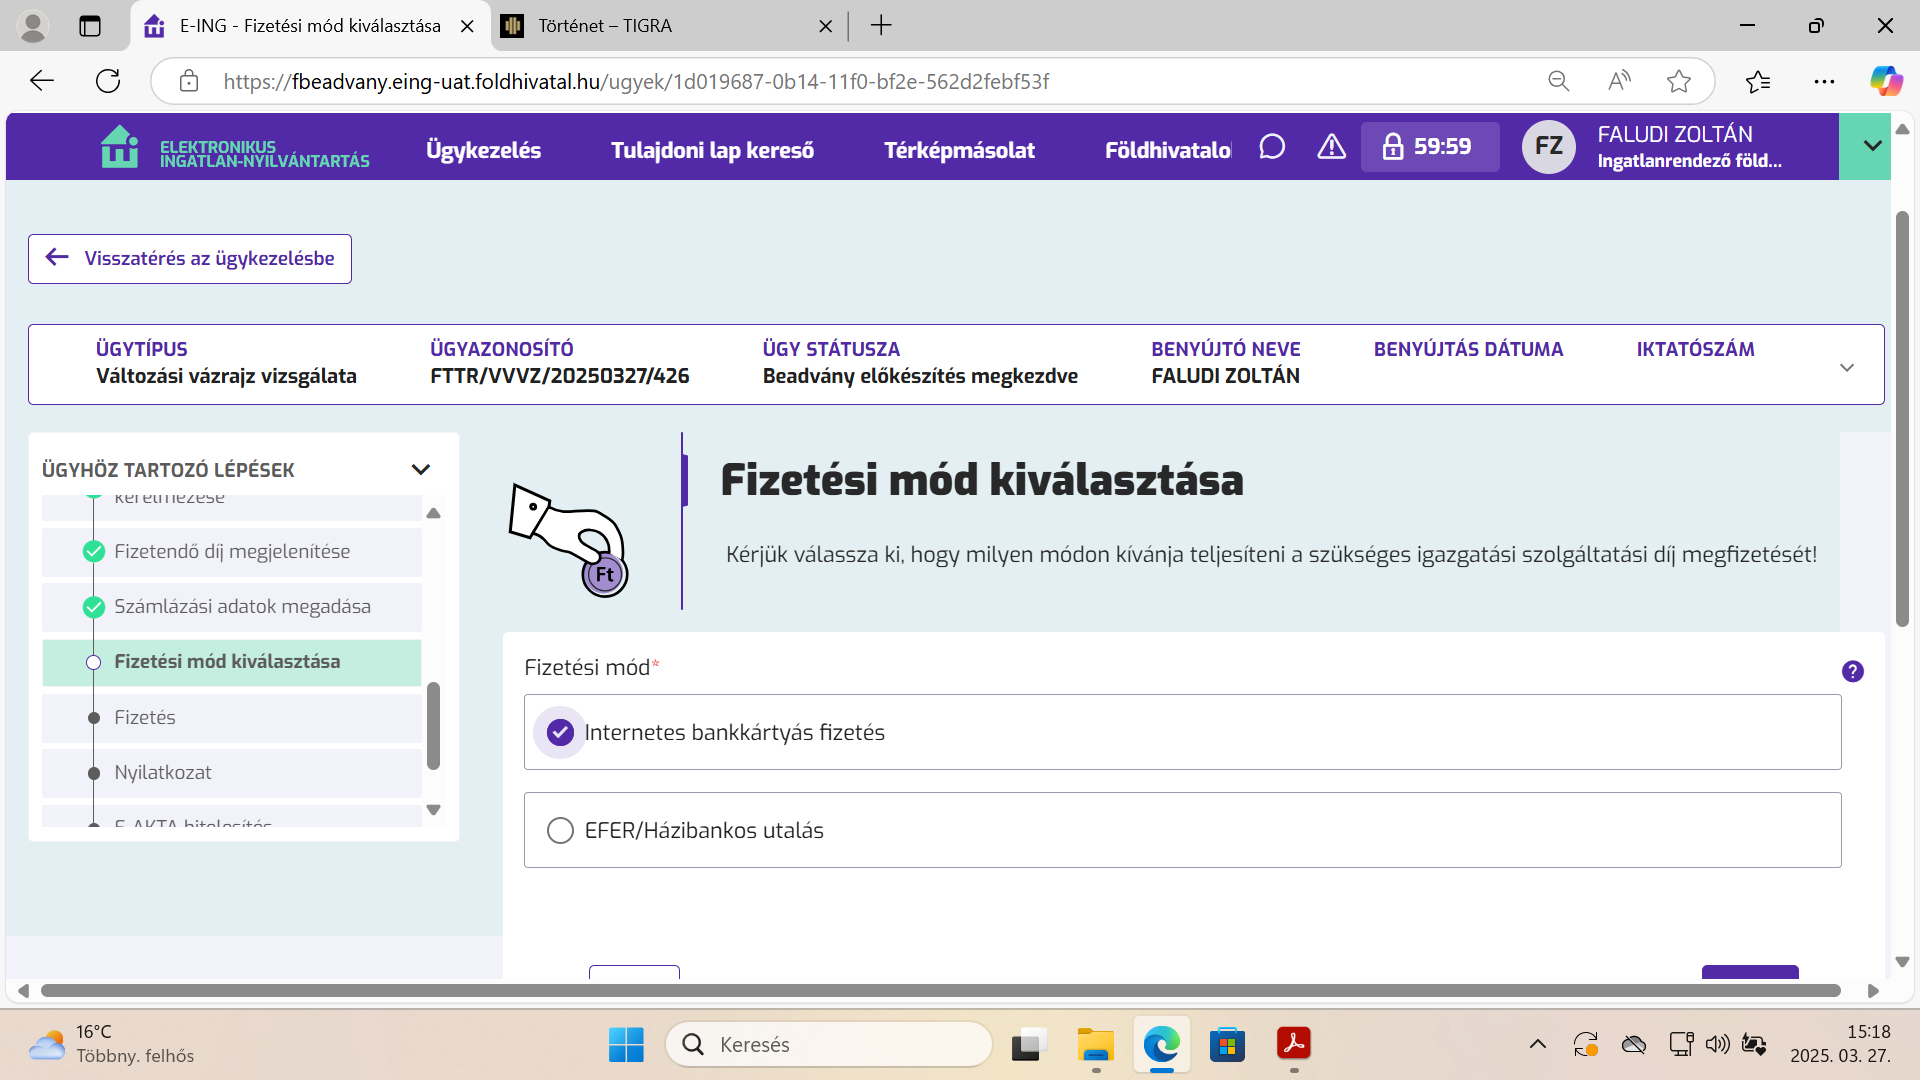 E-ING - Fizetési mód kiválasztása
Történet – TIGRA
https://fbeadvany.eing-uat.foldhivatal.hu/ugyek/1d019687-0b14-11f0-bf2e-562d2febf53f
ELEKTRONIKUS
INGATLAN-NYILVÁNTARTÁS
Ügykezelés
Tulajdoni lap kereső
Térképmásolat
Földhivatalo
59:59
FZ
FALUDI ZOLTÁN
Ingatlanrendező föld...
Visszatérés az ügykezelésbe
ÜGYTÍPUS
Változási vázrajz vizsgálata
ÜGYAZONOSÍTÓ
FTTR/VVVZ/20250327/426
ÜGY STÁTUSZA
Beadvány előkészítés megkezdve
BENYÚJTÓ NEVE
FALUDI ZOLTÁN
BENYÚJTÁS DÁTUMA
IKTATÓSZÁM
ÜGYHÖZ TARTOZÓ LÉPÉSEK
kérelmezése
Fizetendő díj megjelenítése
Számlázási adatok megadása
Fizetési mód kiválasztása
Fizetés
Nyilatkozat
E-AKTA hitelesítés
Ft
Fizetési mód kiválasztása
Kérjük válassza ki, hogy milyen módon kívánja teljesíteni a szükséges igazgatási szolgáltatási díj megfizetését!
Fizetési mód*
?
Internetes bankkártyás fizetés
EFER/Házibankos utalás
16°C
Többny. felhős
Keresés
15:18
2025. 03. 27.